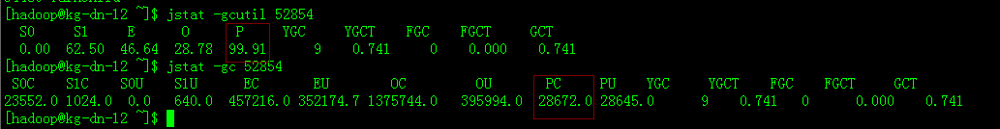 [hadoop@kg-dn-12 ~]$ jstat -gcutil 52854
S0 S1 E O P YGC YGCT FGC FGCT GCT
0.00 62.50 46.64 28.78 99.91 9 0.741 0 0.000 0.741
[hadoop@kg-dn-12 ~]$ jstat -gc 52854
S0C S1C S0U S1U EC EU OC OU PC PU YGC YGCT FGC FGCT GCT
23552.0 1024.0 0.0 640.0 457216.0 352174.7 1375744.0 395994.0 28672.0 28645.0 9 0.741 0 0.000 0.741
[hadoop@kg-dn-12 ~]$